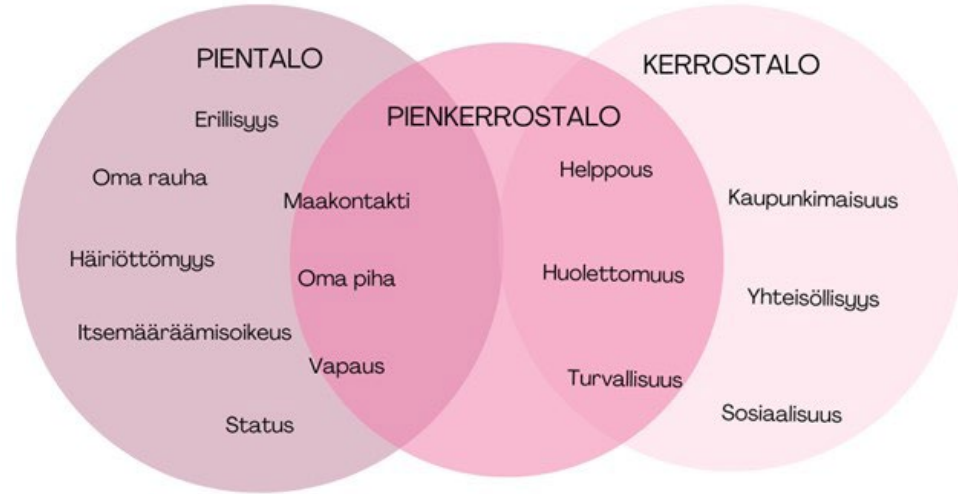 PIENTALO
Erillisyys
Oma rauha
Häiriöttömyys
Itsemääräämisoikeus
Status
PIENKERROSTALO
Maakontakti
Oma piha
Vapaus
Helppous
Huolettomuus
Turvallisuus
KERROSTALO
Kaupunkimaisuus
Yhteisöllisyys
Sosiaalisuus